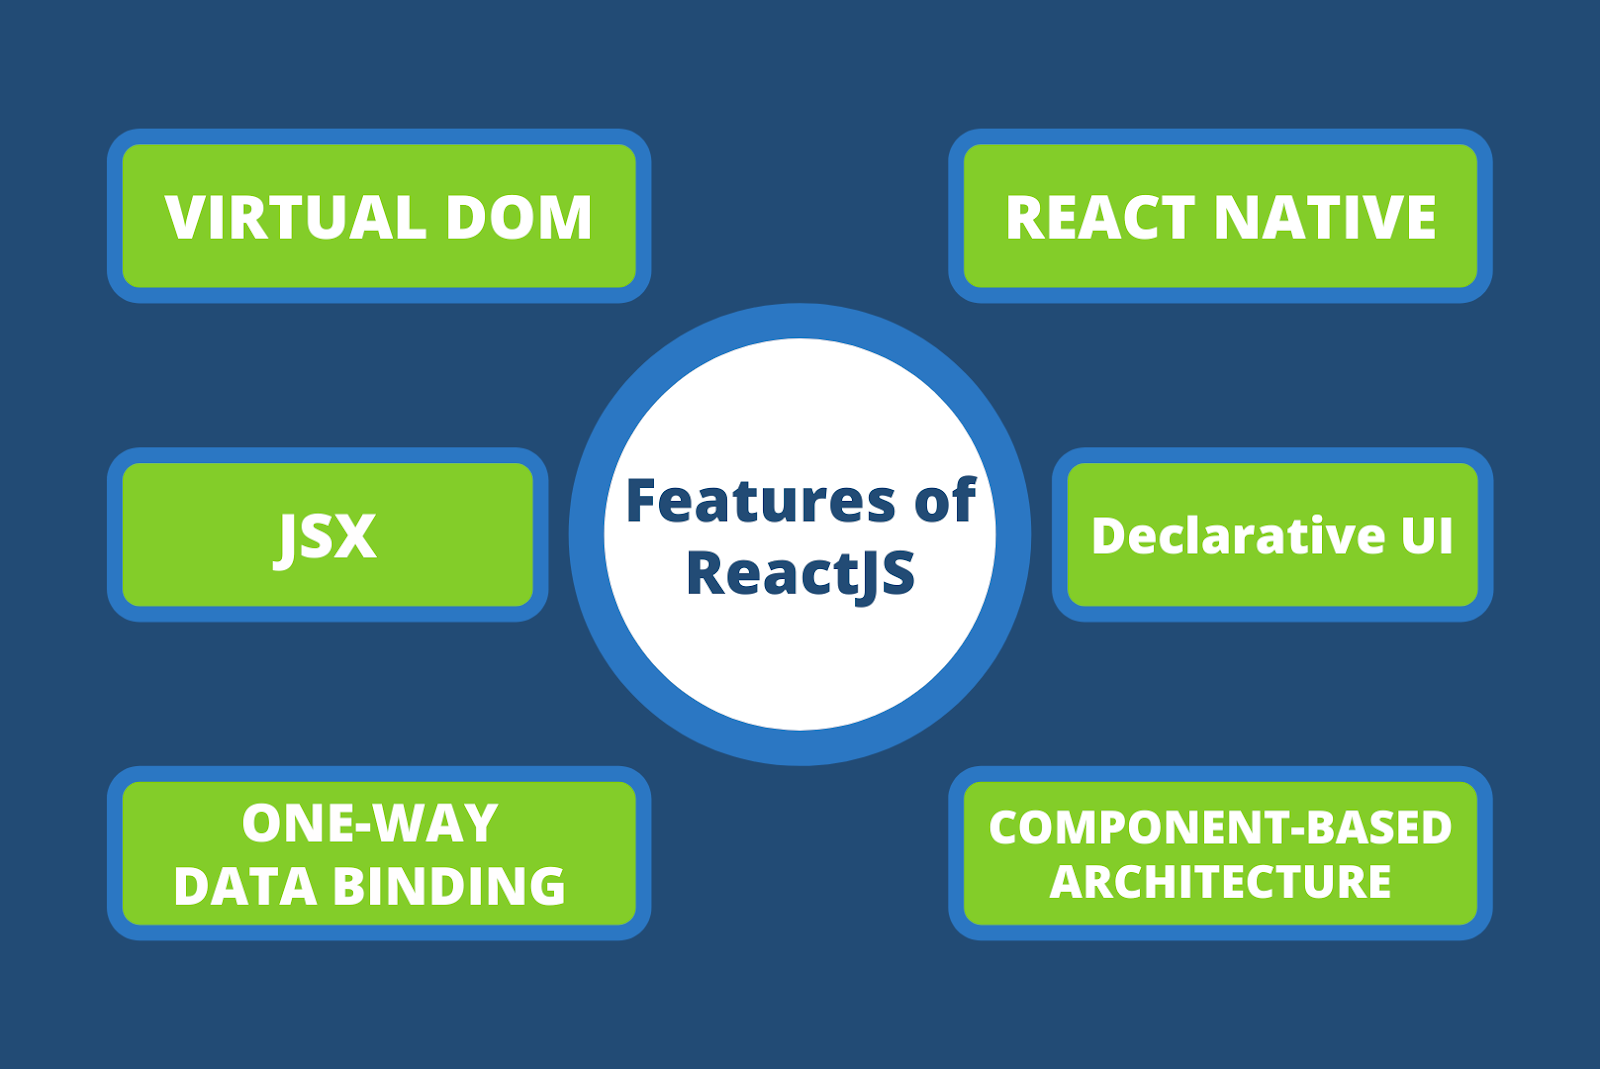 VIRTUAL DOM
REACT NATIVE
Features of
ReactJS
JSX
Declarative UI
ONE-WAY
DATA BINDING
COMPONENT-BASED
ARCHITECTURE